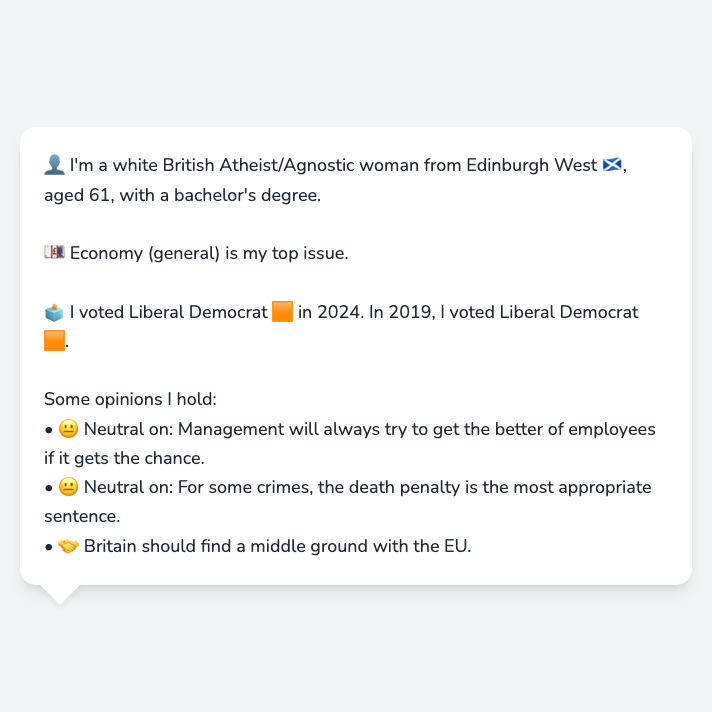 👤 I'm a white British Atheist/Agnostic woman from Edinburgh West 🏴󠁧󠁢󠁳󠁣󠁴󠁿,
aged 61, with a bachelor's degree.
💷 Economy (general) is my top issue.
🗳️ I voted Liberal Democrat 🟧 in 2024. In 2019, I voted Liberal Democrat
🟧.
Some opinions I hold:
• 😐 Neutral on: Management will always try to get the better of employees
if it gets the chance.
• 😐 Neutral on: For some crimes, the death penalty is the most appropriate
sentence.
• 🤝 Britain should find a middle ground with the EU.